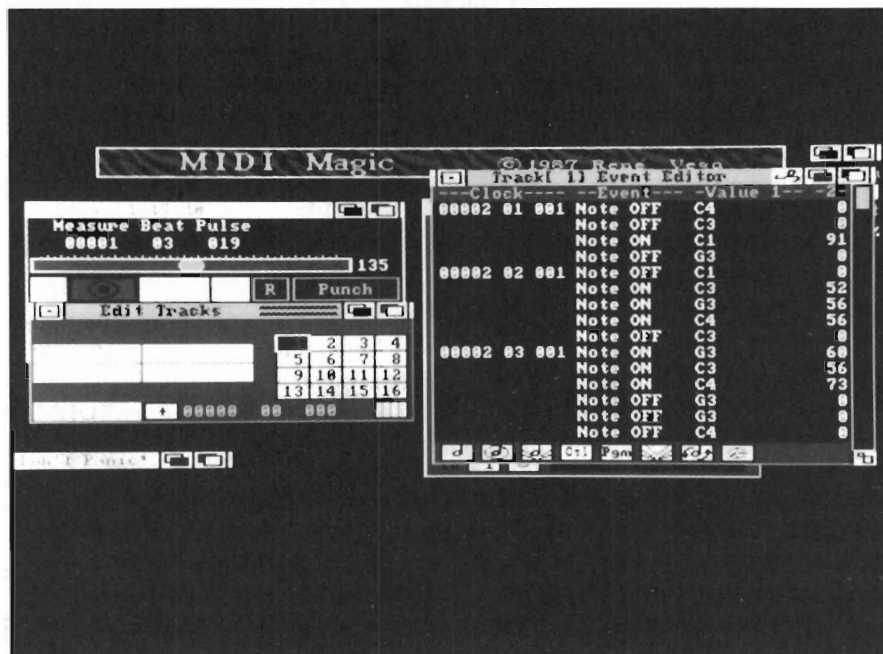 MIDI Magic © 1987 René Veso
Measure Beat Pulse
00001 03 019
135
R Punch
Edit Tracks
2 3 4
5 6 7 8
9 10 11 12
13 14 15 16
00000 00 000
Track[ 1] Event Editor
---Clock---- --Event--- -Value 1-- -2-
00002 01 001 Note OFF C4 0
Note OFF C3 0
Note ON C1 91
Note OFF G3 0
00002 02 001 Note OFF C1 0
Note ON C3 52
Note ON G3 56
Note ON C4 56
Note OFF C3 0
00002 03 001 Note ON G3 60
Note ON C3 56
Note ON C4 73
Note OFF G3 0
Note OFF G3 0
Note OFF C4 0
Ctl Pgm